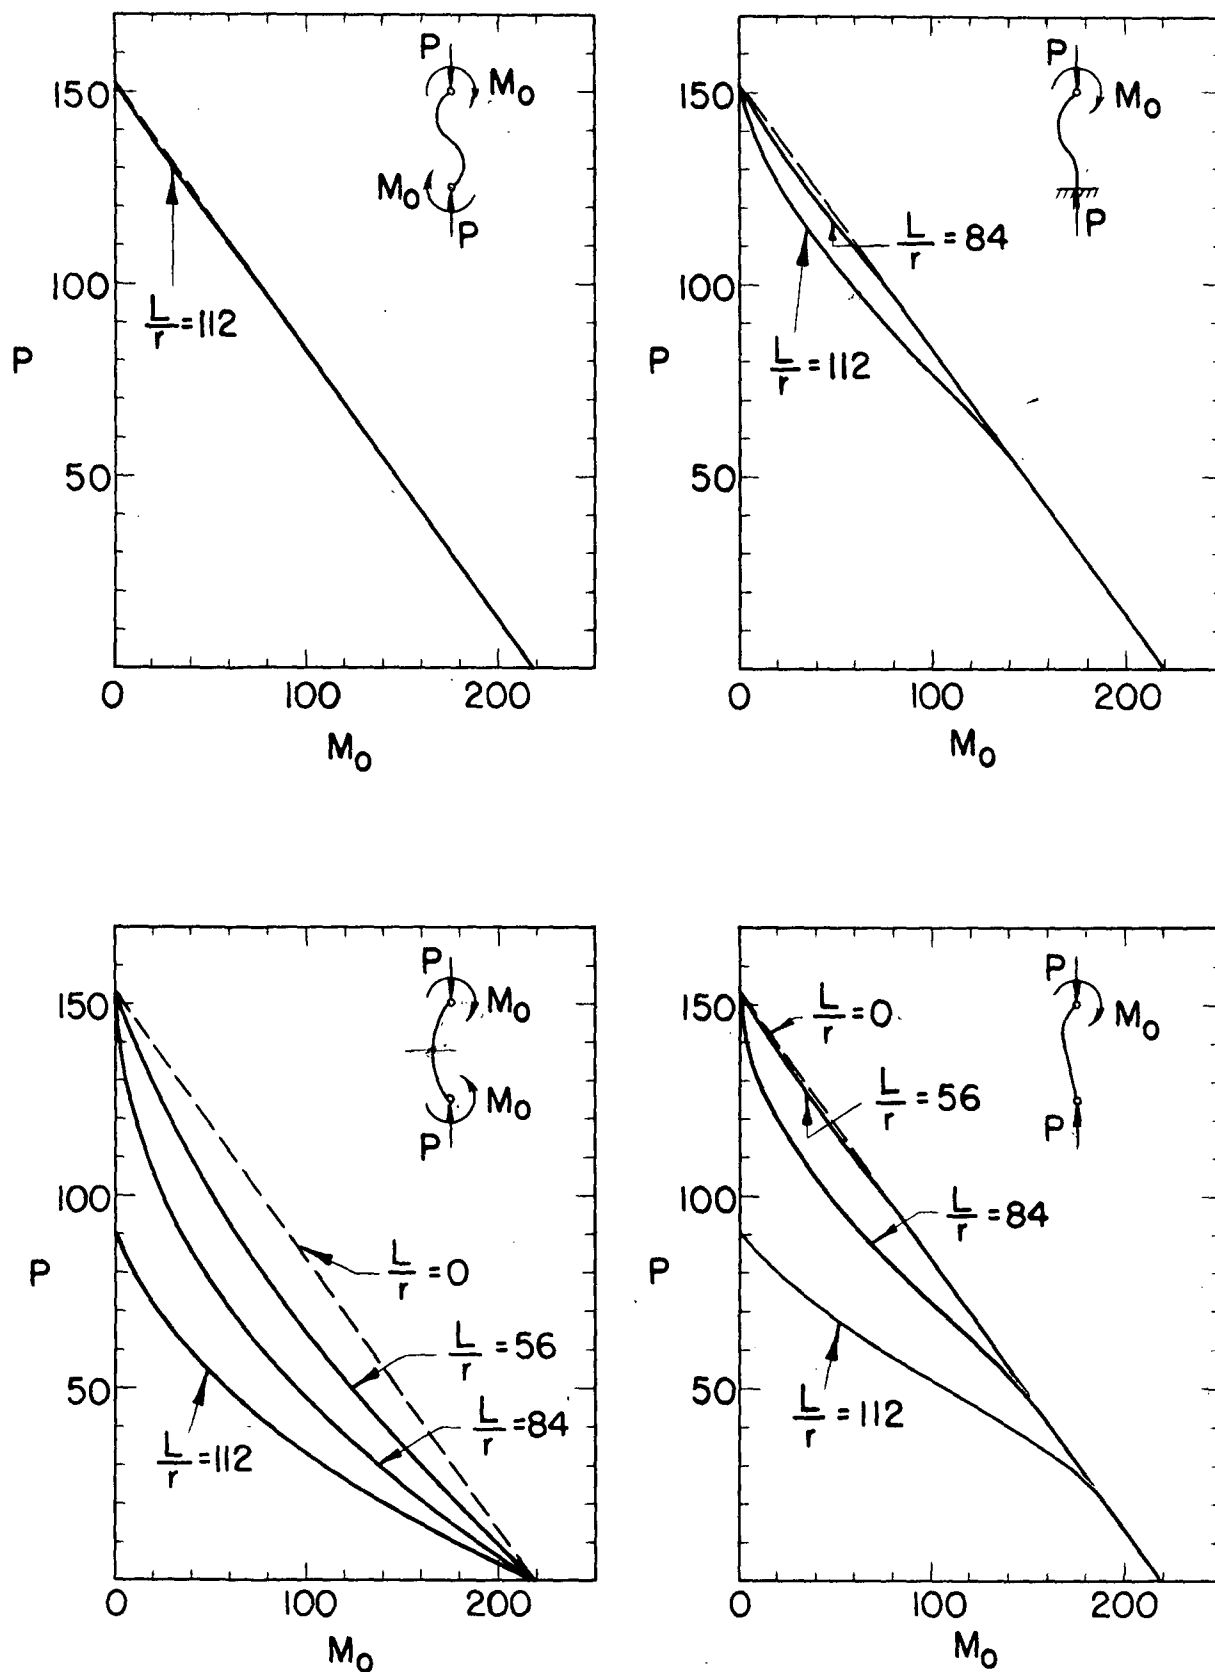 P
M₀
M₀
P
150
100
50
P
L/r = 112
0 100 200
M₀
P
M₀
P
150
100
50
P
L/r = 84
L/r = 112
0 100 200
M₀
P
M₀
M₀
P
150
100
50
P
L/r = 0
L/r = 56
L/r = 84
L/r = 112
0 100 200
M₀
P
M₀
P
150
100
50
P
L/r = 0
L/r = 56
L/r = 84
L/r = 112
0 100 200
M₀